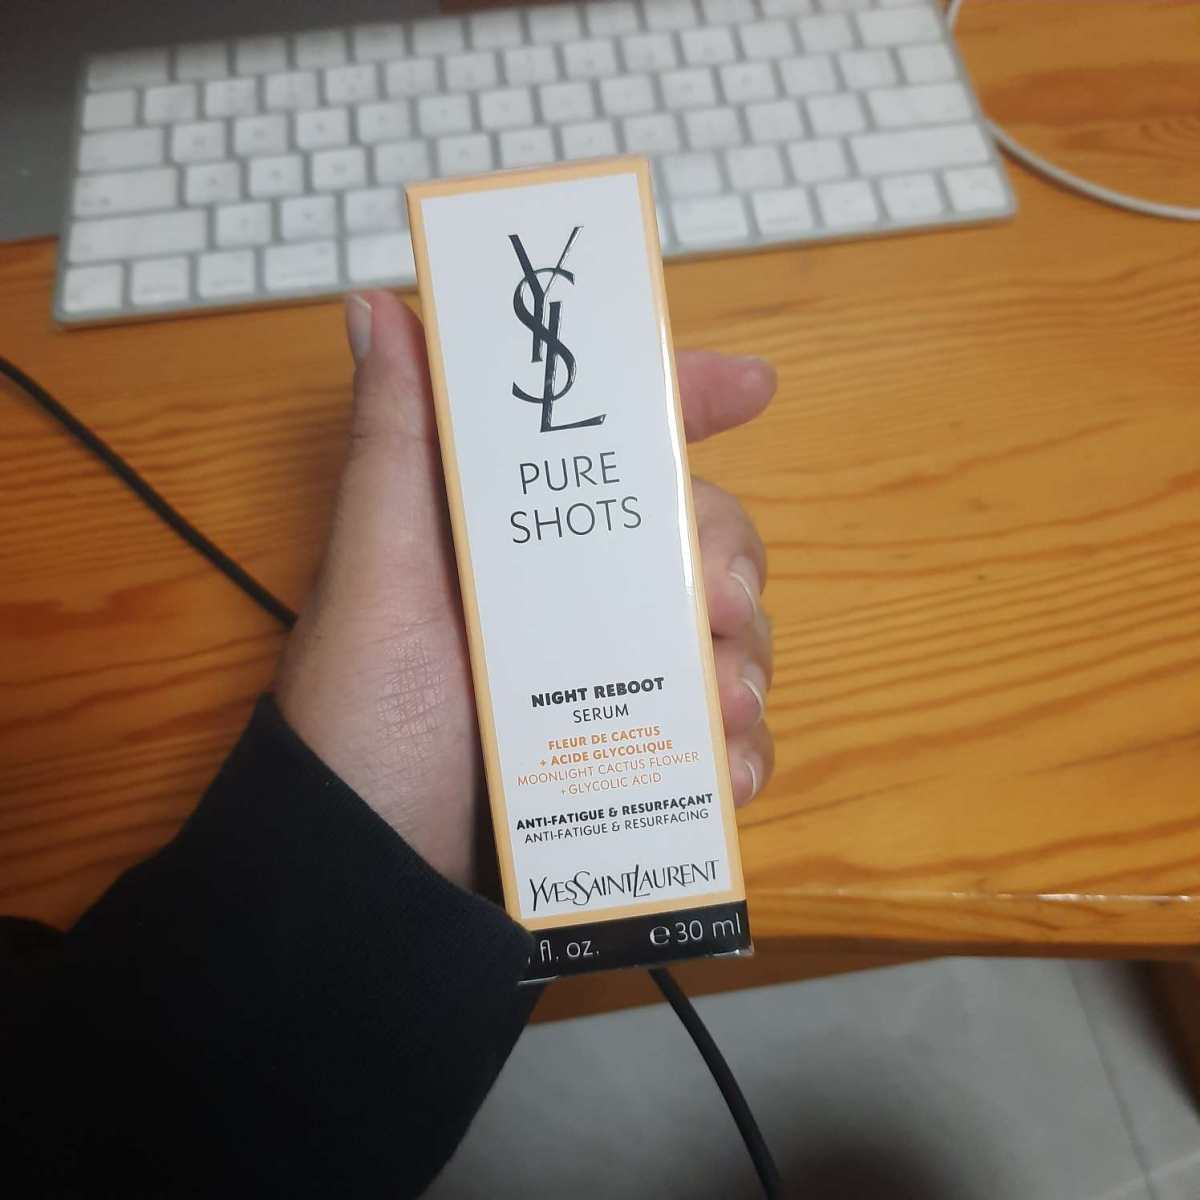 YSL
PURE
SHOTS
NIGHT REBOOT
SERUM
FLEUR DE CACTUS
+ ACIDE GLYCOLIQUE
MOONLIGHT CACTUS FLOWER
+ GLYCOLIC ACID
ANTI-FATIGUE & RESURFAÇANT
ANTI-FATIGUE & RESURFACING
YVESSAINTLAURENT
fl. oz. e 30 ml